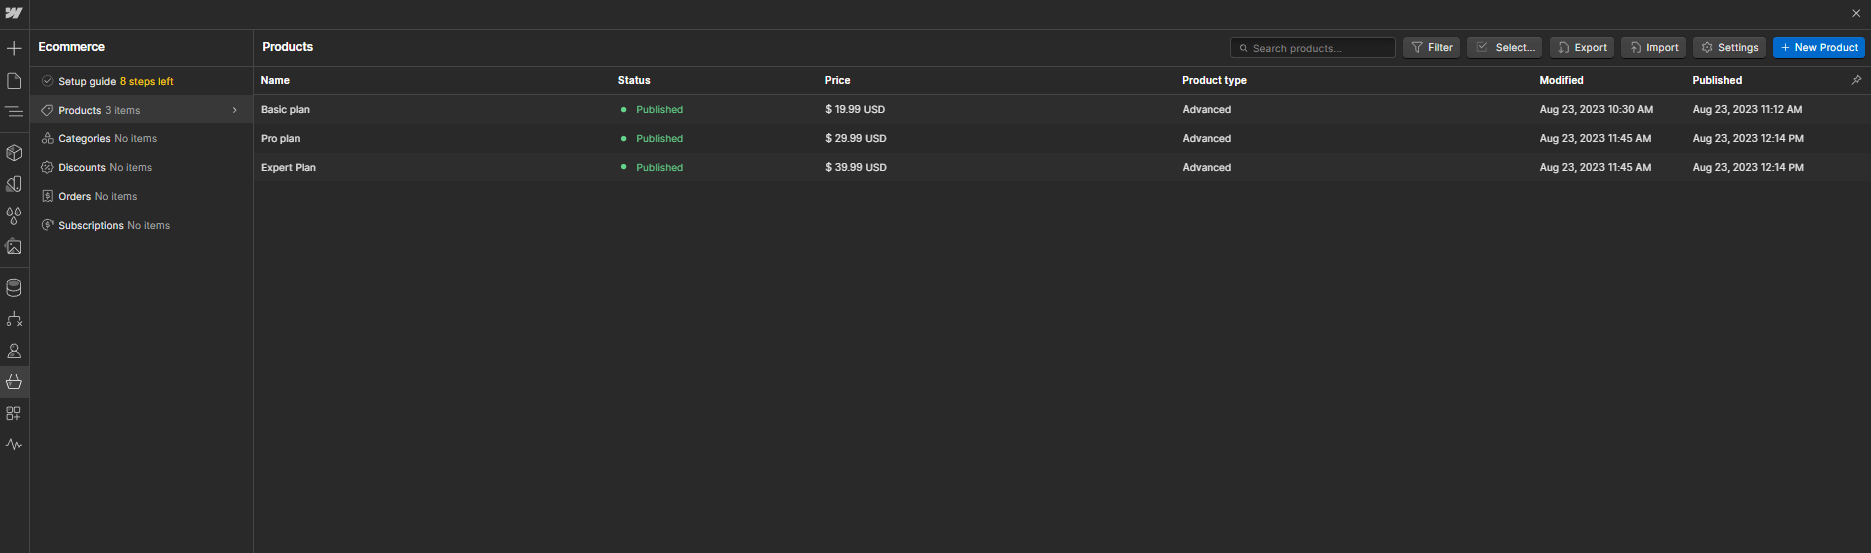 Ecommerce
Products
Search products...
Filter
Select...
Export
Import
Settings
+ New Product
Setup guide 8 steps left
Products 3 items
Categories No items
Discounts No items
Orders No items
Subscriptions No items
Name Status Price Product type Modified Published
Basic plan Published $ 19.99 USD Advanced Aug 23, 2023 10:30 AM Aug 23, 2023 11:12 AM
Pro plan Published $ 29.99 USD Advanced Aug 23, 2023 11:45 AM Aug 23, 2023 12:14 PM
Expert Plan Published $ 39.99 USD Advanced Aug 23, 2023 11:45 AM Aug 23, 2023 12:14 PM